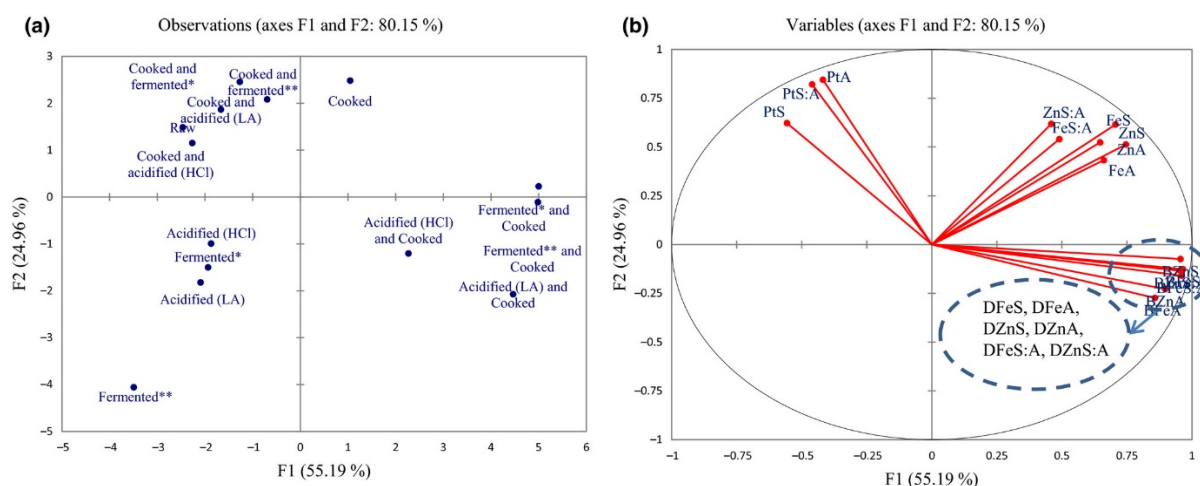 (a)
Observations (axes F1 and F2: 80.15 %)
3
2
1
0
−1
−2
−3
−4
−5
F2 (24.96 %)
Cooked and
fermented*
Cooked and
fermented**
Cooked
Cooked and
acidified (LA)
Raw
Cooked and
acidified (HCl)
Acidified (HCl)
Fermented*
Acidified (LA)
Acidified (HCl)
and Cooked
Fermented* and
Cooked
Fermented** and
Cooked
Acidified (LA) and
Cooked
Fermented**
−5
−4
−3
−2
−1
0
1
2
3
4
5
6
F1 (55.19 %)
(b)
Variables (axes F1 and F2: 80.15 %)
1
0.75
0.5
0.25
0
−0.25
−0.5
−0.75
−1
F2 (24.96 %)
PtA
PtS:A
PtS
ZnS:A
FeS
FeS:A
ZnS
ZnA
FeA
BZnS
BZnA
BFeA
DFeS, DFeA,
DZnS, DZnA,
DFeS:A, DZnS:A
−1
−0.75
−0.5
−0.25
0
0.25
0.5
0.75
1
F1 (55.19 %)